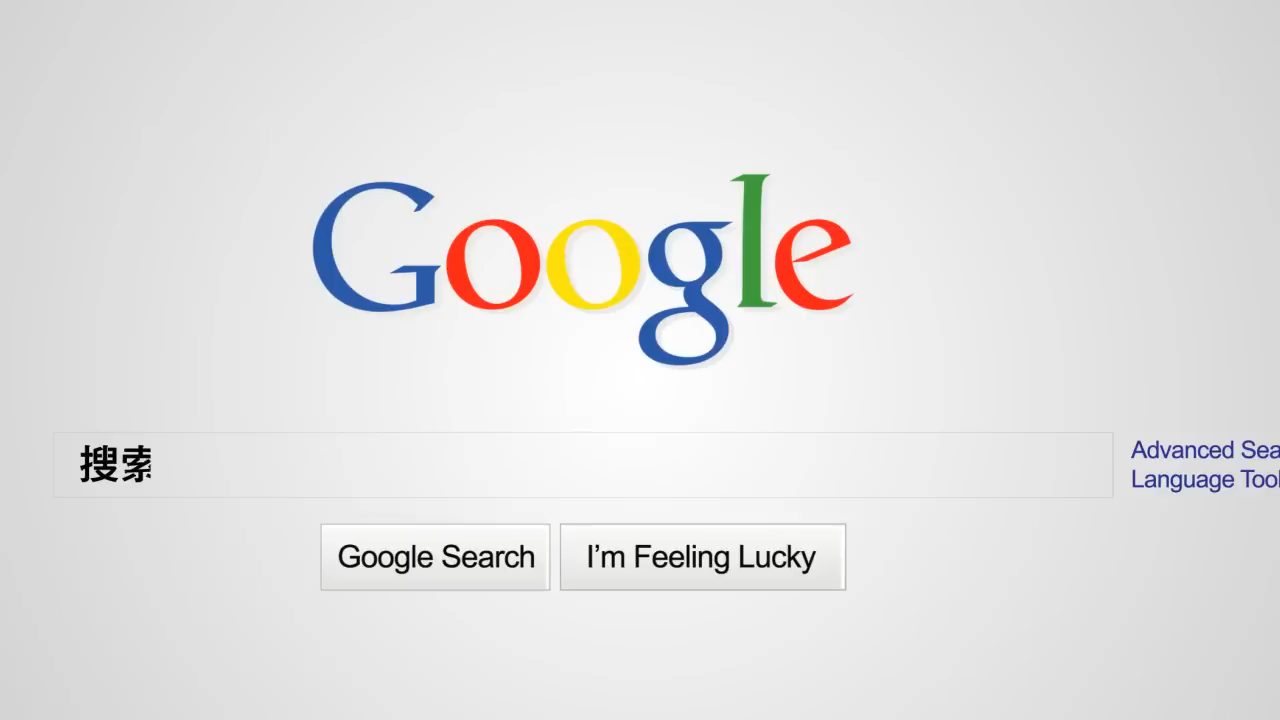 Google
搜索
Advanced Sea
Language Tool
Google Search
I'm Feeling Lucky